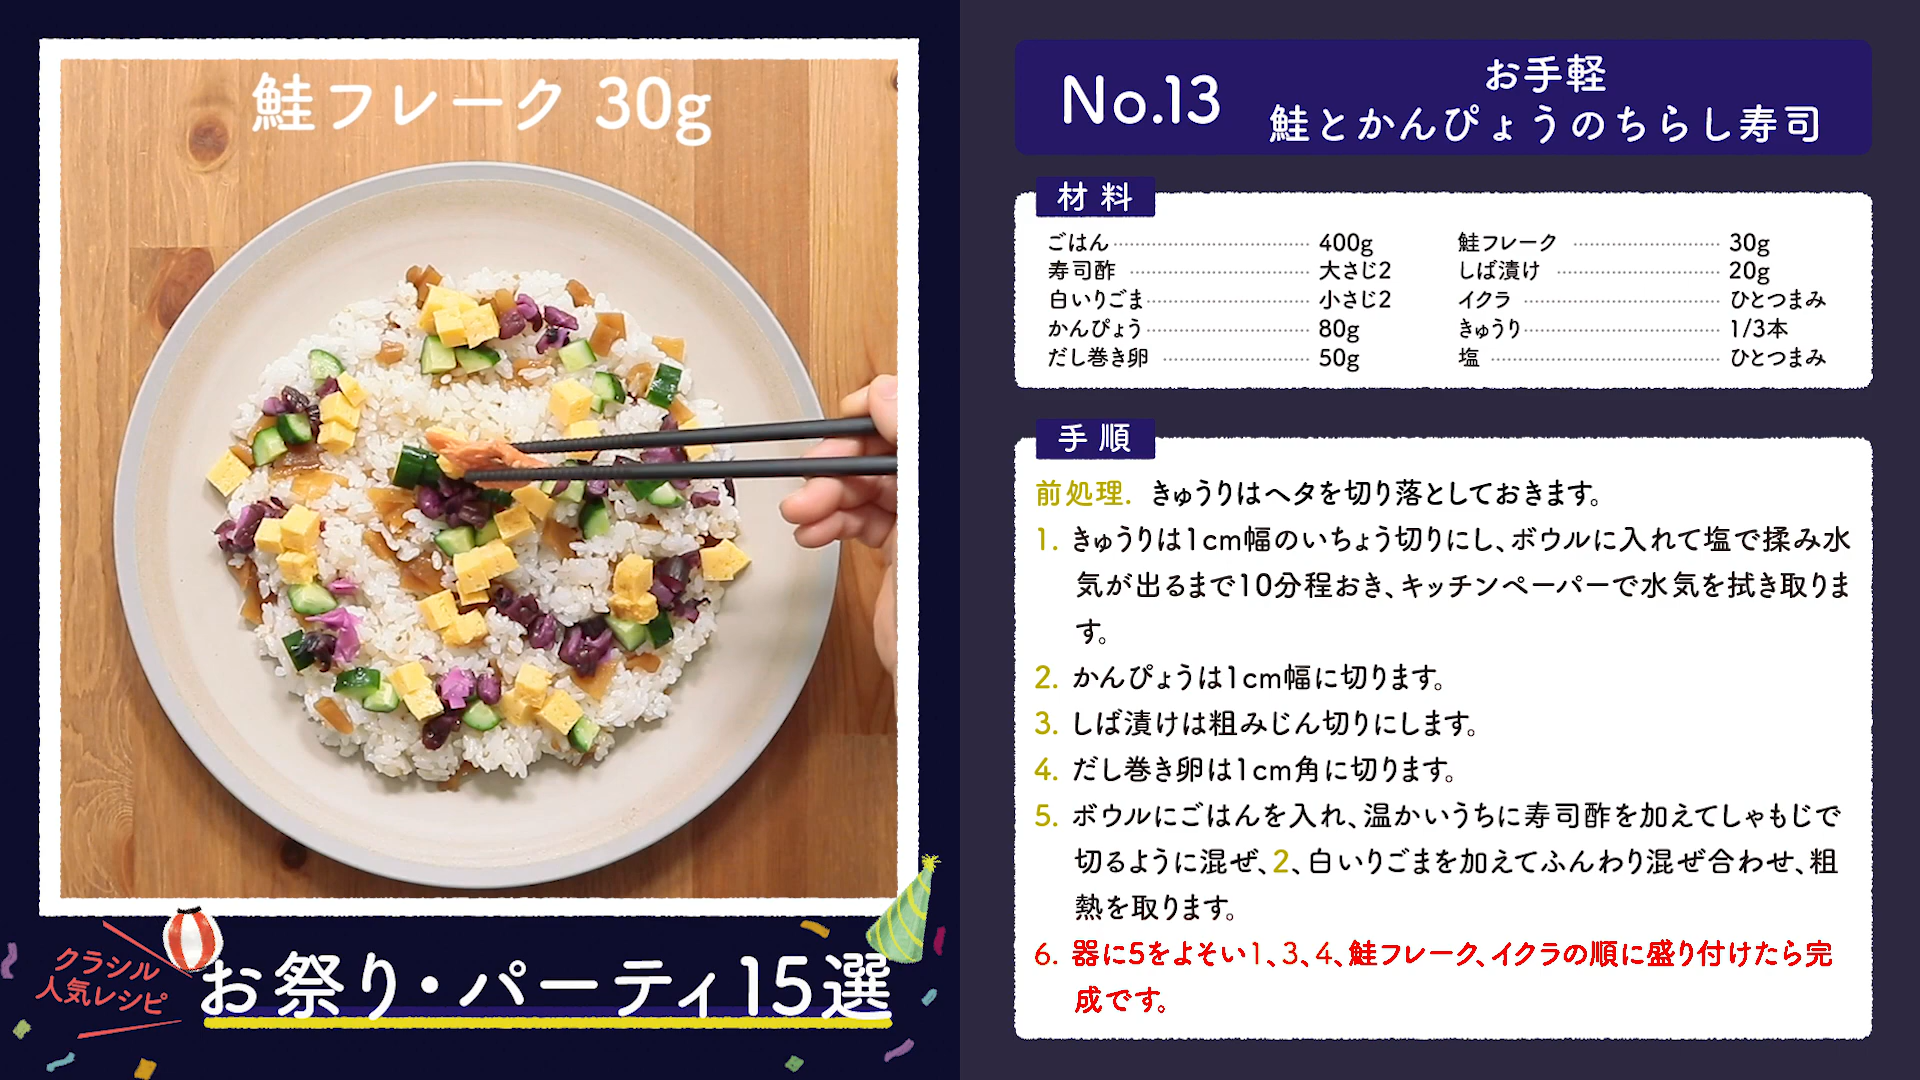 鮭フレーク 30g
クラシル
人気レシピ
お祭り・パーティ15選
No.13
お手軽
鮭とかんぴょうのちらし寿司
材料
ごはん 400g
寿司酢 大さじ2
白いりごま 小さじ2
かんぴょう 80g
だし巻き卵 50g
鮭フレーク 30g
しば漬け 20g
イクラ ひとつまみ
きゅうり 1/3本
塩 ひとつまみ
手順
前処理. きゅうりはヘタを切り落としておきます。
1. きゅうりは1cm幅のいちょう切りにし、ボウルに入れて塩で揉み水
気が出るまで10分程おき、キッチンペーパーで水気を拭き取りま
す。
2. かんぴょうは1cm幅に切ります。
3. しば漬けは粗みじん切りにします。
4. だし巻き卵は1cm角に切ります。
5. ボウルにごはんを入れ、温かいうちに寿司酢を加えてしゃもじで
切るように混ぜ、2、白いりごまを加えてふんわり混ぜ合わせ、粗
熱を取ります。
6. 器に5をよそい1、3、4、鮭フレーク、イクラの順に盛り付けたら完
成です。